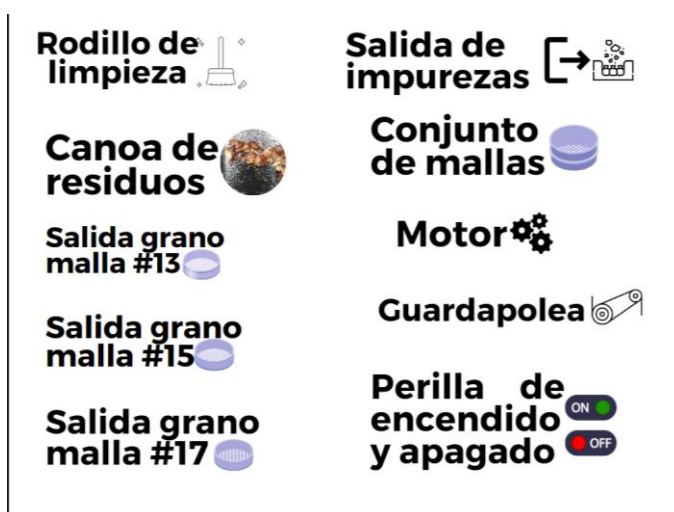 Rodillo de
limpieza
Canoa de
residuos
Salida grano
malla #13
Salida grano
malla #15
Salida grano
malla #17
Salida de
impurezas
Conjunto
de mallas
Motor
Guardapolea
Perilla de
encendido
y apagado
ON
OFF